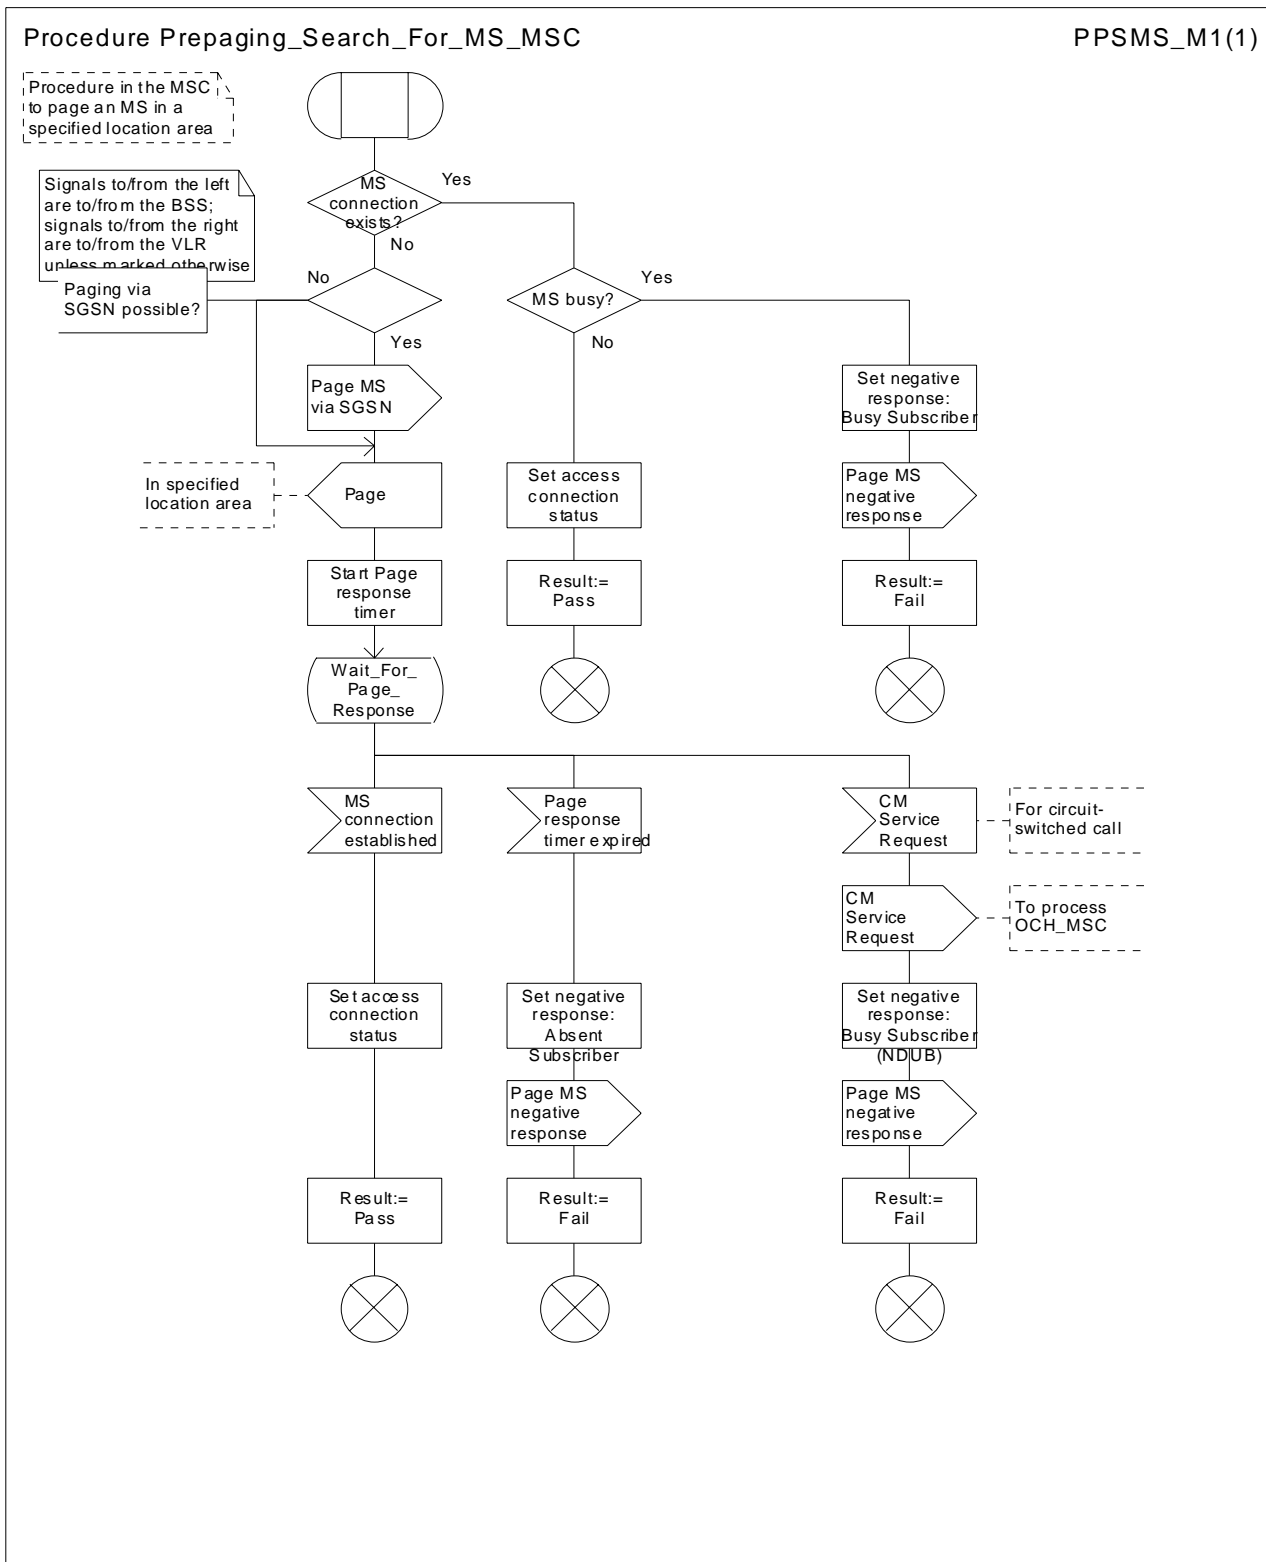 Procedure Prepaging_Search_For_MS_MSC
PPSMS_M1(1)
Procedure in the MSC
to page an MS in a
specified location area
Signals to/from the left
are to/from the BSS;
signals to/from the right
are to/from the VLR
unless marked otherwise
MS
connection
exists?
Yes
No
Paging via
SGSN possible?
No
Yes
MS busy?
Yes
No
Page MS
via SGSN
Set negative
response:
Busy Subscriber
In specified
location area
Page
Set access
connection
status
Page MS
negative
response
Start Page
response
timer
Result:=
Pass
Result:=
Fail
Wait_For_
Page_
Response
MS
connection
established
Page
response
timer expired
CM
Service
Request
For circuit-
switched call
CM
Service
Request
To process
OCH_MSC
Set access
connection
status
Set negative
response:
Absent
Subscriber
Set negative
response:
Busy Subscriber
(NDUB)
Page MS
negative
response
Page MS
negative
response
Result:=
Pass
Result:=
Fail
Result:=
Fail